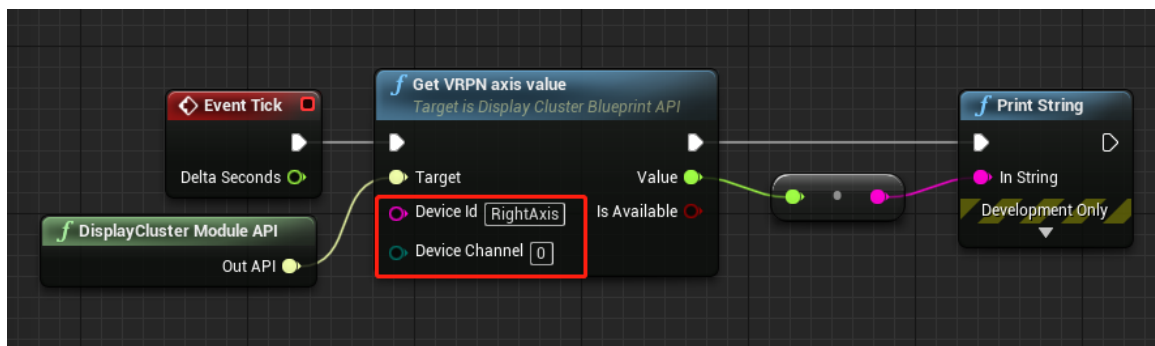 Event Tick
Delta Seconds
f DisplayCluster Module API
Out API
f Get VRPN axis value
Target is Display Cluster Blueprint API
Target
Value
Device Id RightAxis
Is Available
Device Channel 0
f Print String
In String
Development Only